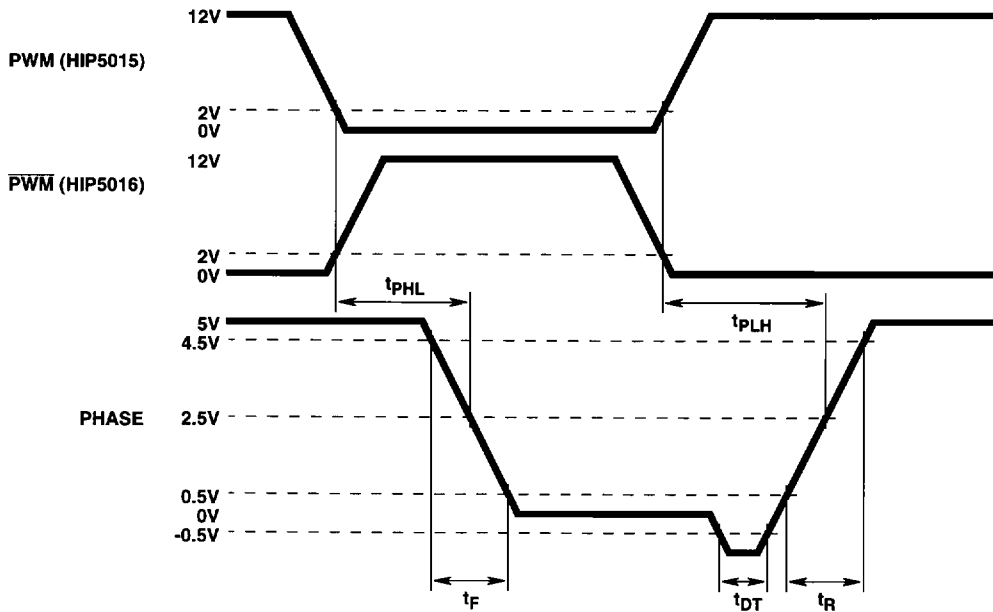 12V
PWM (HIP5015)
2V
0V
12V
PWM (HIP5016)
2V
0V
tPHL
tPLH
5V
4.5V
PHASE
2.5V
0.5V
0V
-0.5V
tF
tDT
tR